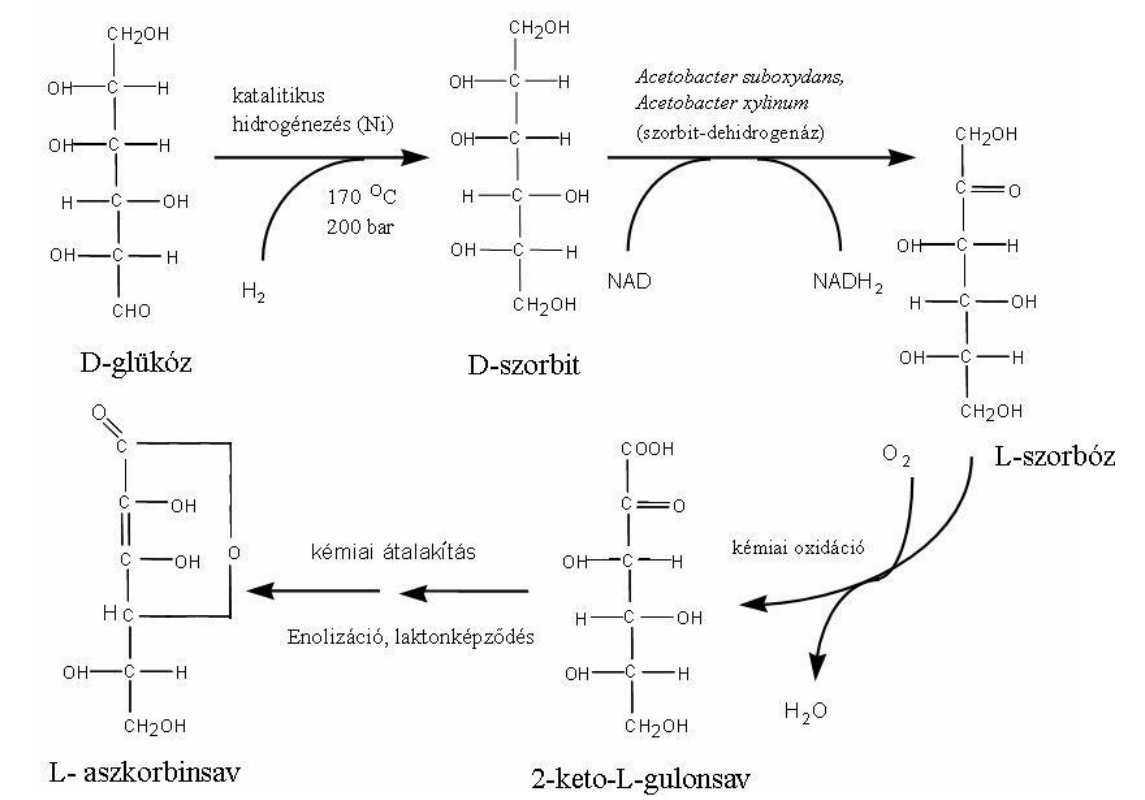 CH₂OH
OH C H
OH C H
H C OH
OH C H
CHO
D-glükóz
katalitikus
hidrogénezés (Ni)
170 °C
200 bar
H₂
CH₂OH
OH C H
OH C H
H C OH
OH C H
CH₂OH
D-szorbit
Acetobacter suboxydans,
Acetobacter xylinum
(szorbit-dehidrogenáz)
NAD
NADH₂
CH₂OH
C O
OH C H
H C OH
OH C H
CH₂OH
L-szorbóz
O₂
kémiai oxidáció
H₂O
COOH
C O
OH C H
H C OH
OH C H
CH₂OH
2-keto-L-gulonsav
kémiai átalakítás
Enolizáció, laktonképződés
O
C
C OH
C OH
O
HC
OH C H
CH₂OH
L- aszkorbinsav